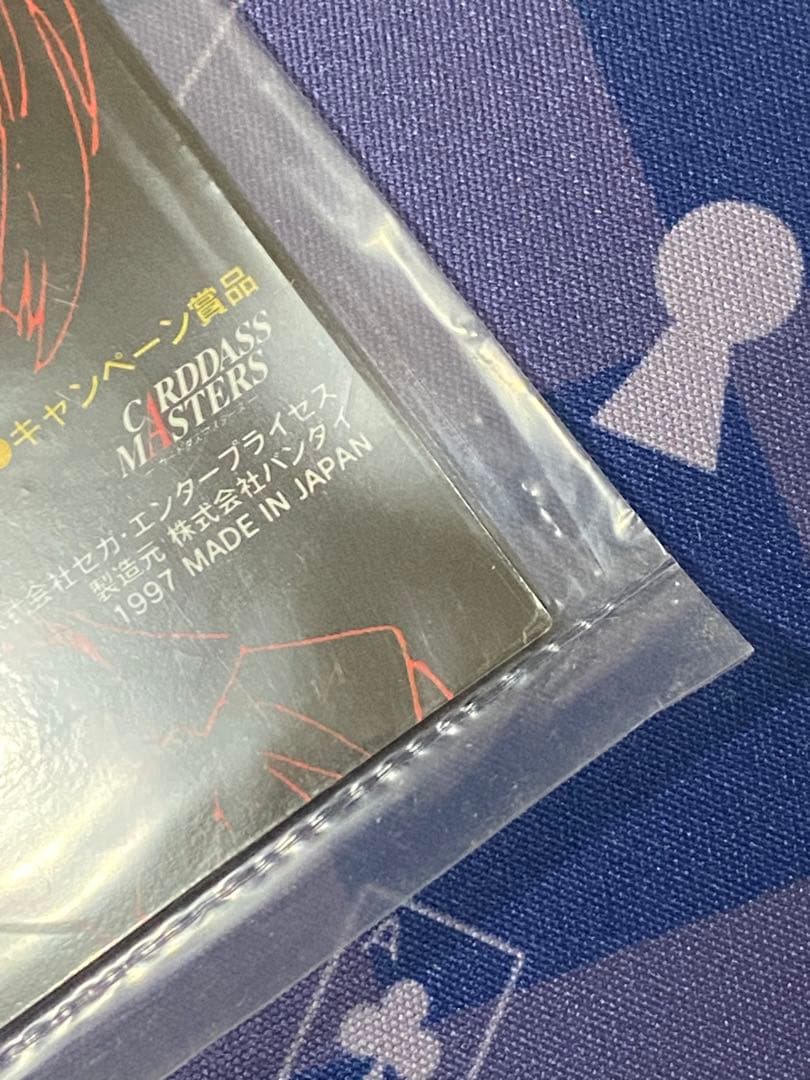 ●キャンペーン賞品
CARDDASS
MASTERS
カードダスマスターズ
式会社セガ・エンタープライセス
製造元 株式会社バンダイ
1997 MADE IN JAPAN